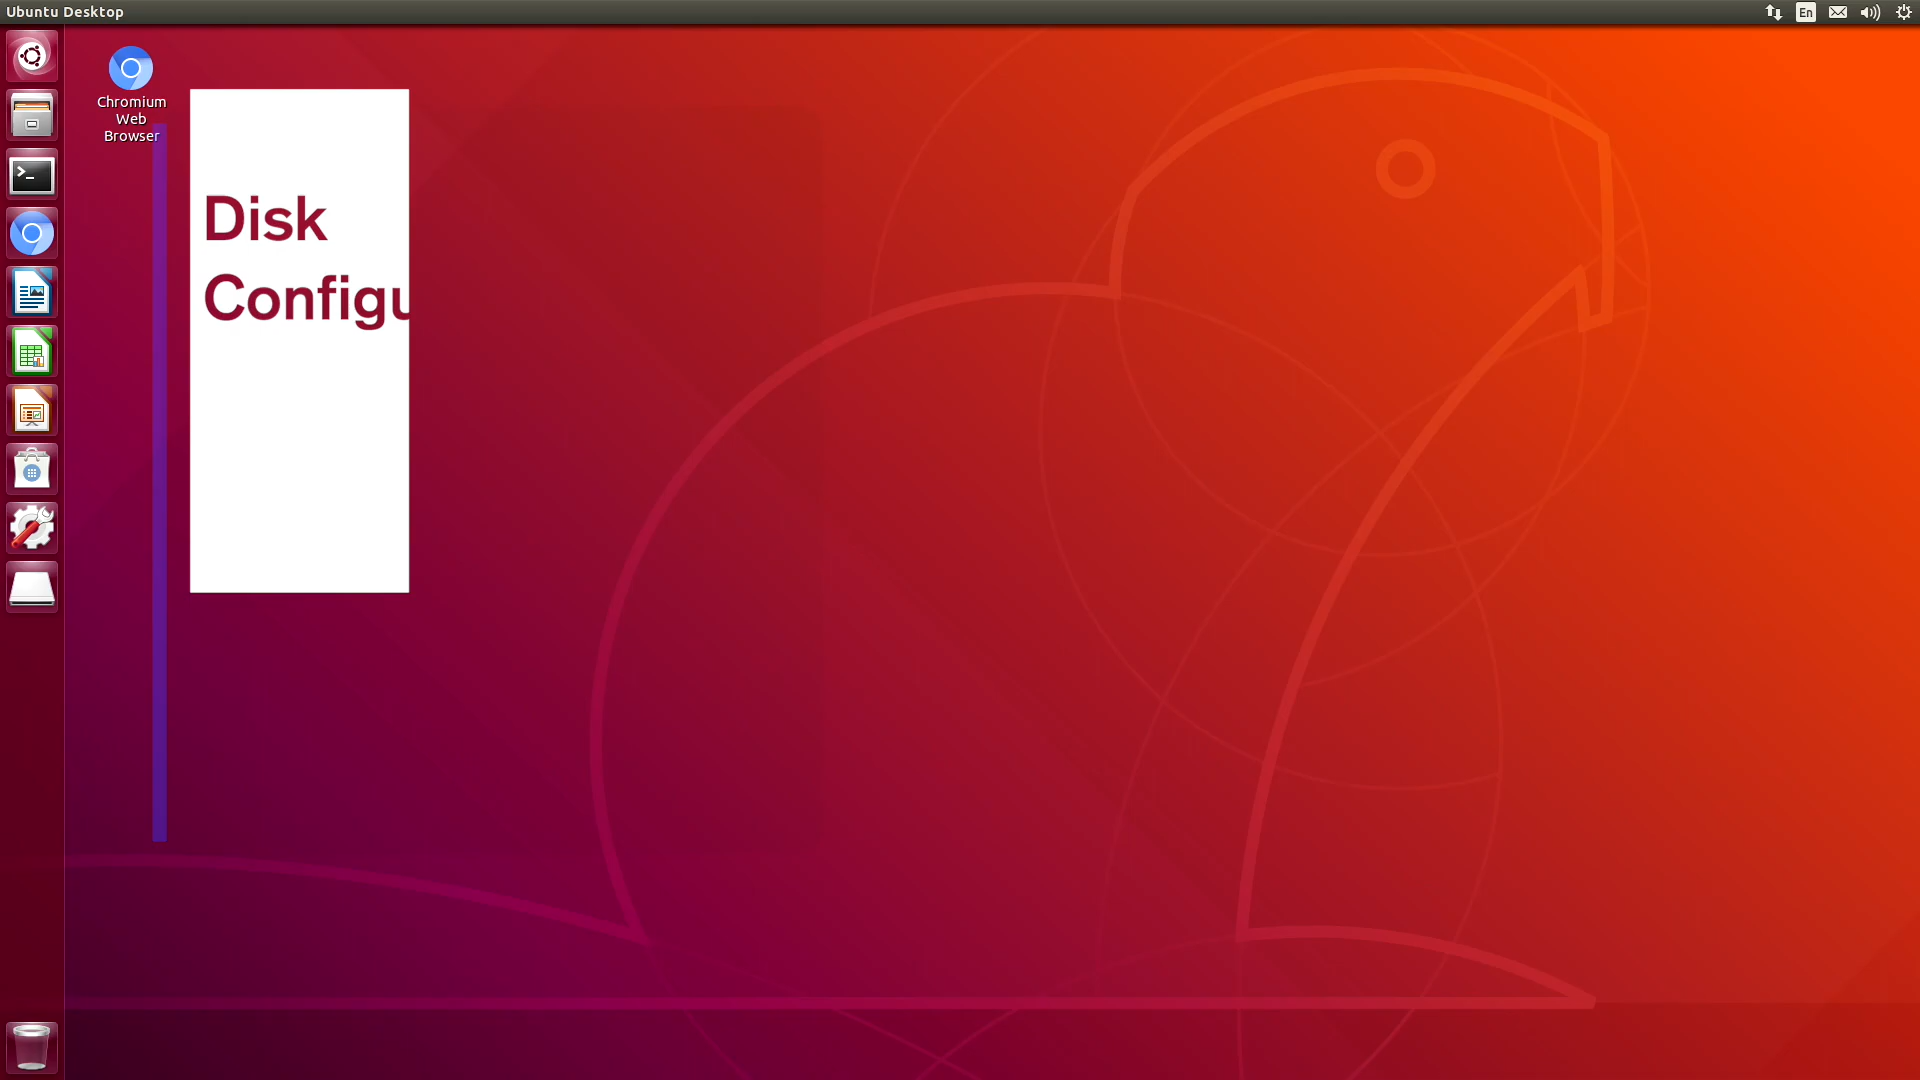 Ubuntu Desktop
En
Chromium
Web
Browser
Disk
Configu